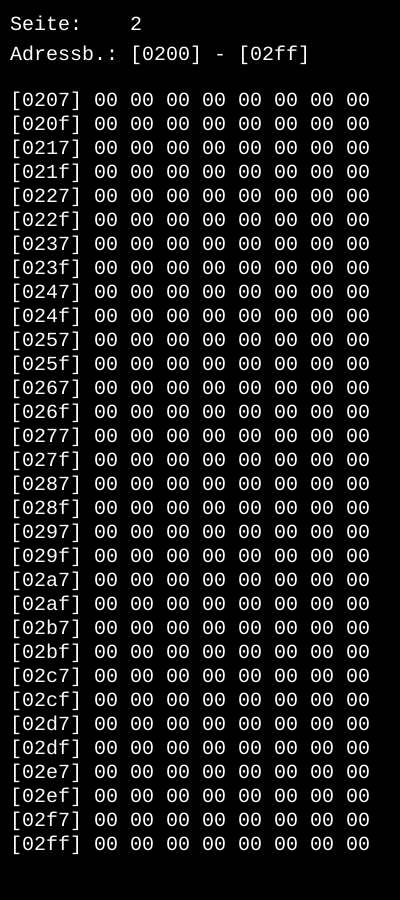 Seite:    2
Adressb.: [0200] - [02ff]
[0207] 00 00 00 00 00 00 00 00
[020f] 00 00 00 00 00 00 00 00
[0217] 00 00 00 00 00 00 00 00
[021f] 00 00 00 00 00 00 00 00
[0227] 00 00 00 00 00 00 00 00
[022f] 00 00 00 00 00 00 00 00
[0237] 00 00 00 00 00 00 00 00
[023f] 00 00 00 00 00 00 00 00
[0247] 00 00 00 00 00 00 00 00
[024f] 00 00 00 00 00 00 00 00
[0257] 00 00 00 00 00 00 00 00
[025f] 00 00 00 00 00 00 00 00
[0267] 00 00 00 00 00 00 00 00
[026f] 00 00 00 00 00 00 00 00
[0277] 00 00 00 00 00 00 00 00
[027f] 00 00 00 00 00 00 00 00
[0287] 00 00 00 00 00 00 00 00
[028f] 00 00 00 00 00 00 00 00
[0297] 00 00 00 00 00 00 00 00
[029f] 00 00 00 00 00 00 00 00
[02a7] 00 00 00 00 00 00 00 00
[02af] 00 00 00 00 00 00 00 00
[02b7] 00 00 00 00 00 00 00 00
[02bf] 00 00 00 00 00 00 00 00
[02c7] 00 00 00 00 00 00 00 00
[02cf] 00 00 00 00 00 00 00 00
[02d7] 00 00 00 00 00 00 00 00
[02df] 00 00 00 00 00 00 00 00
[02e7] 00 00 00 00 00 00 00 00
[02ef] 00 00 00 00 00 00 00 00
[02f7] 00 00 00 00 00 00 00 00
[02ff] 00 00 00 00 00 00 00 00